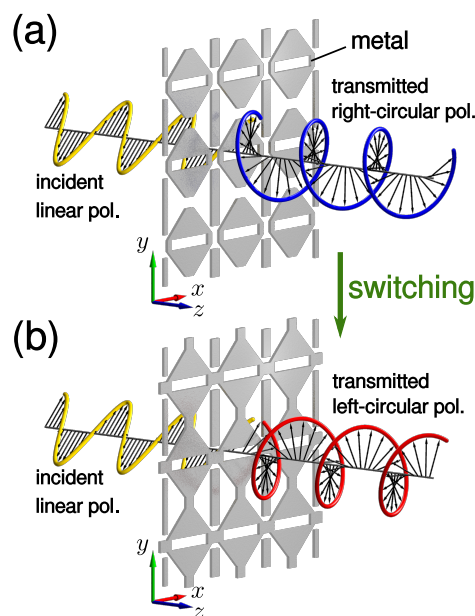 (a)
metal
transmitted
right-circular pol.
incident
linear pol.
y
x
z
switching
(b)
transmitted
left-circular pol.
incident
linear pol.
y
x
z